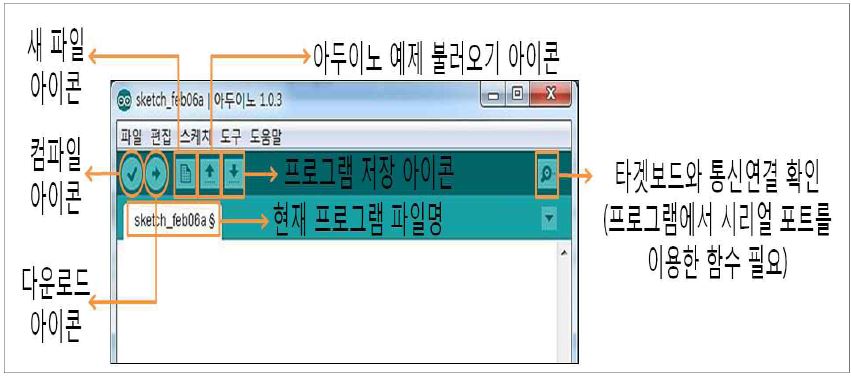 새 파일
아이콘
아두이노 예제 불러오기 아이콘
sketch_feb06a | 아두이노 1.0.3
파일 편집 스케치 도구 도움말
컴파일
아이콘
프로그램 저장 아이콘
타겟보드와 통신연결 확인
(프로그램에서 시리얼 포트를
이용한 함수 필요)
sketch_feb06a §
현재 프로그램 파일명
다운로드
아이콘